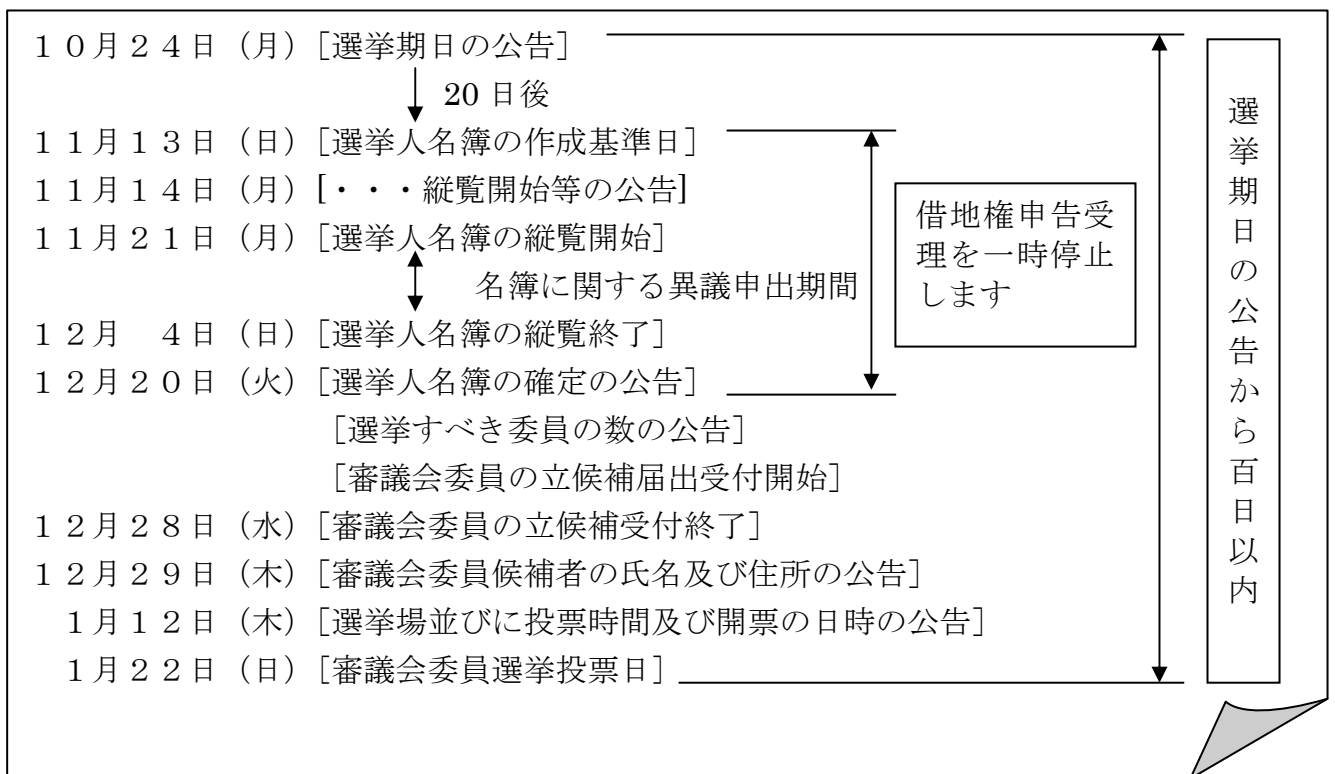 10月24日（月）［選挙期日の公告］
20日後
11月13日（日）［選挙人名簿の作成基準日］
11月14日（月）[・・・縦覧開始等の公告]
11月21日（月）［選挙人名簿の縦覧開始］
名簿に関する異議申出期間
12月　4日（日）［選挙人名簿の縦覧終了］
12月20日（火）［選挙人名簿の確定の公告］
［選挙すべき委員の数の公告］
［審議会委員の立候補届出受付開始］
12月28日（水）［審議会委員の立候補受付終了］
12月29日（木）［審議会委員候補者の氏名及び住所の公告］
1月12日（木）［選挙場並びに投票時間及び開票の日時の公告］
1月22日（日）［審議会委員選挙投票日］
借地権申告受
理を一時停止
します
選挙期日の公告から百日以内